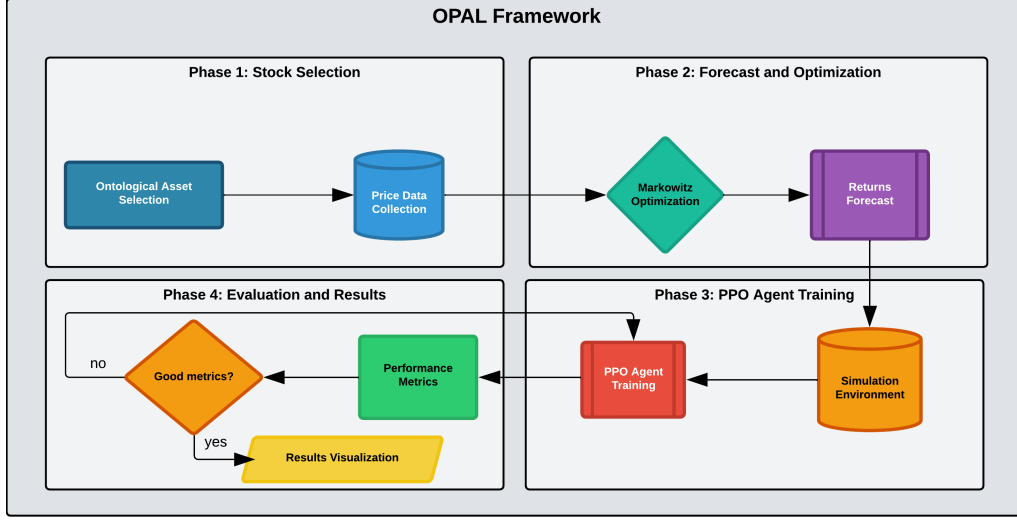 OPAL Framework
Phase 1: Stock Selection
Ontological Asset
Selection
Price Data
Collection
Phase 2: Forecast and Optimization
Markowitz
Optimization
Returns
Forecast
Phase 3: PPO Agent Training
Simulation
Environment
PPO Agent
Training
Phase 4: Evaluation and Results
Performance
Metrics
Good metrics?
no
yes
Results Visualization